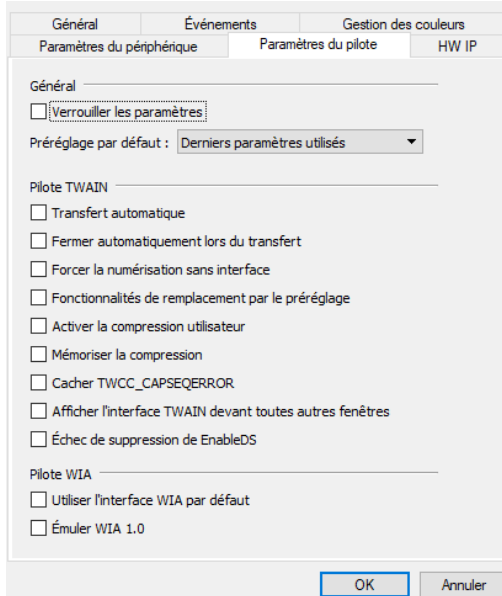 Général Événements Gestion des couleurs
Paramètres du périphérique Paramètres du pilote HW IP
Général
Verrouiller les paramètres
Préréglage par défaut : Derniers paramètres utilisés
Pilote TWAIN
Transfert automatique
Fermer automatiquement lors du transfert
Forcer la numérisation sans interface
Fonctionnalités de remplacement par le préréglage
Activer la compression utilisateur
Mémoriser la compression
Cacher TWCC_CAPSEQERROR
Afficher l'interface TWAIN devant toutes autres fenêtres
Échec de suppression de EnableDS
Pilote WIA
Utiliser l'interface WIA par défaut
Émuler WIA 1.0
OK Annuler